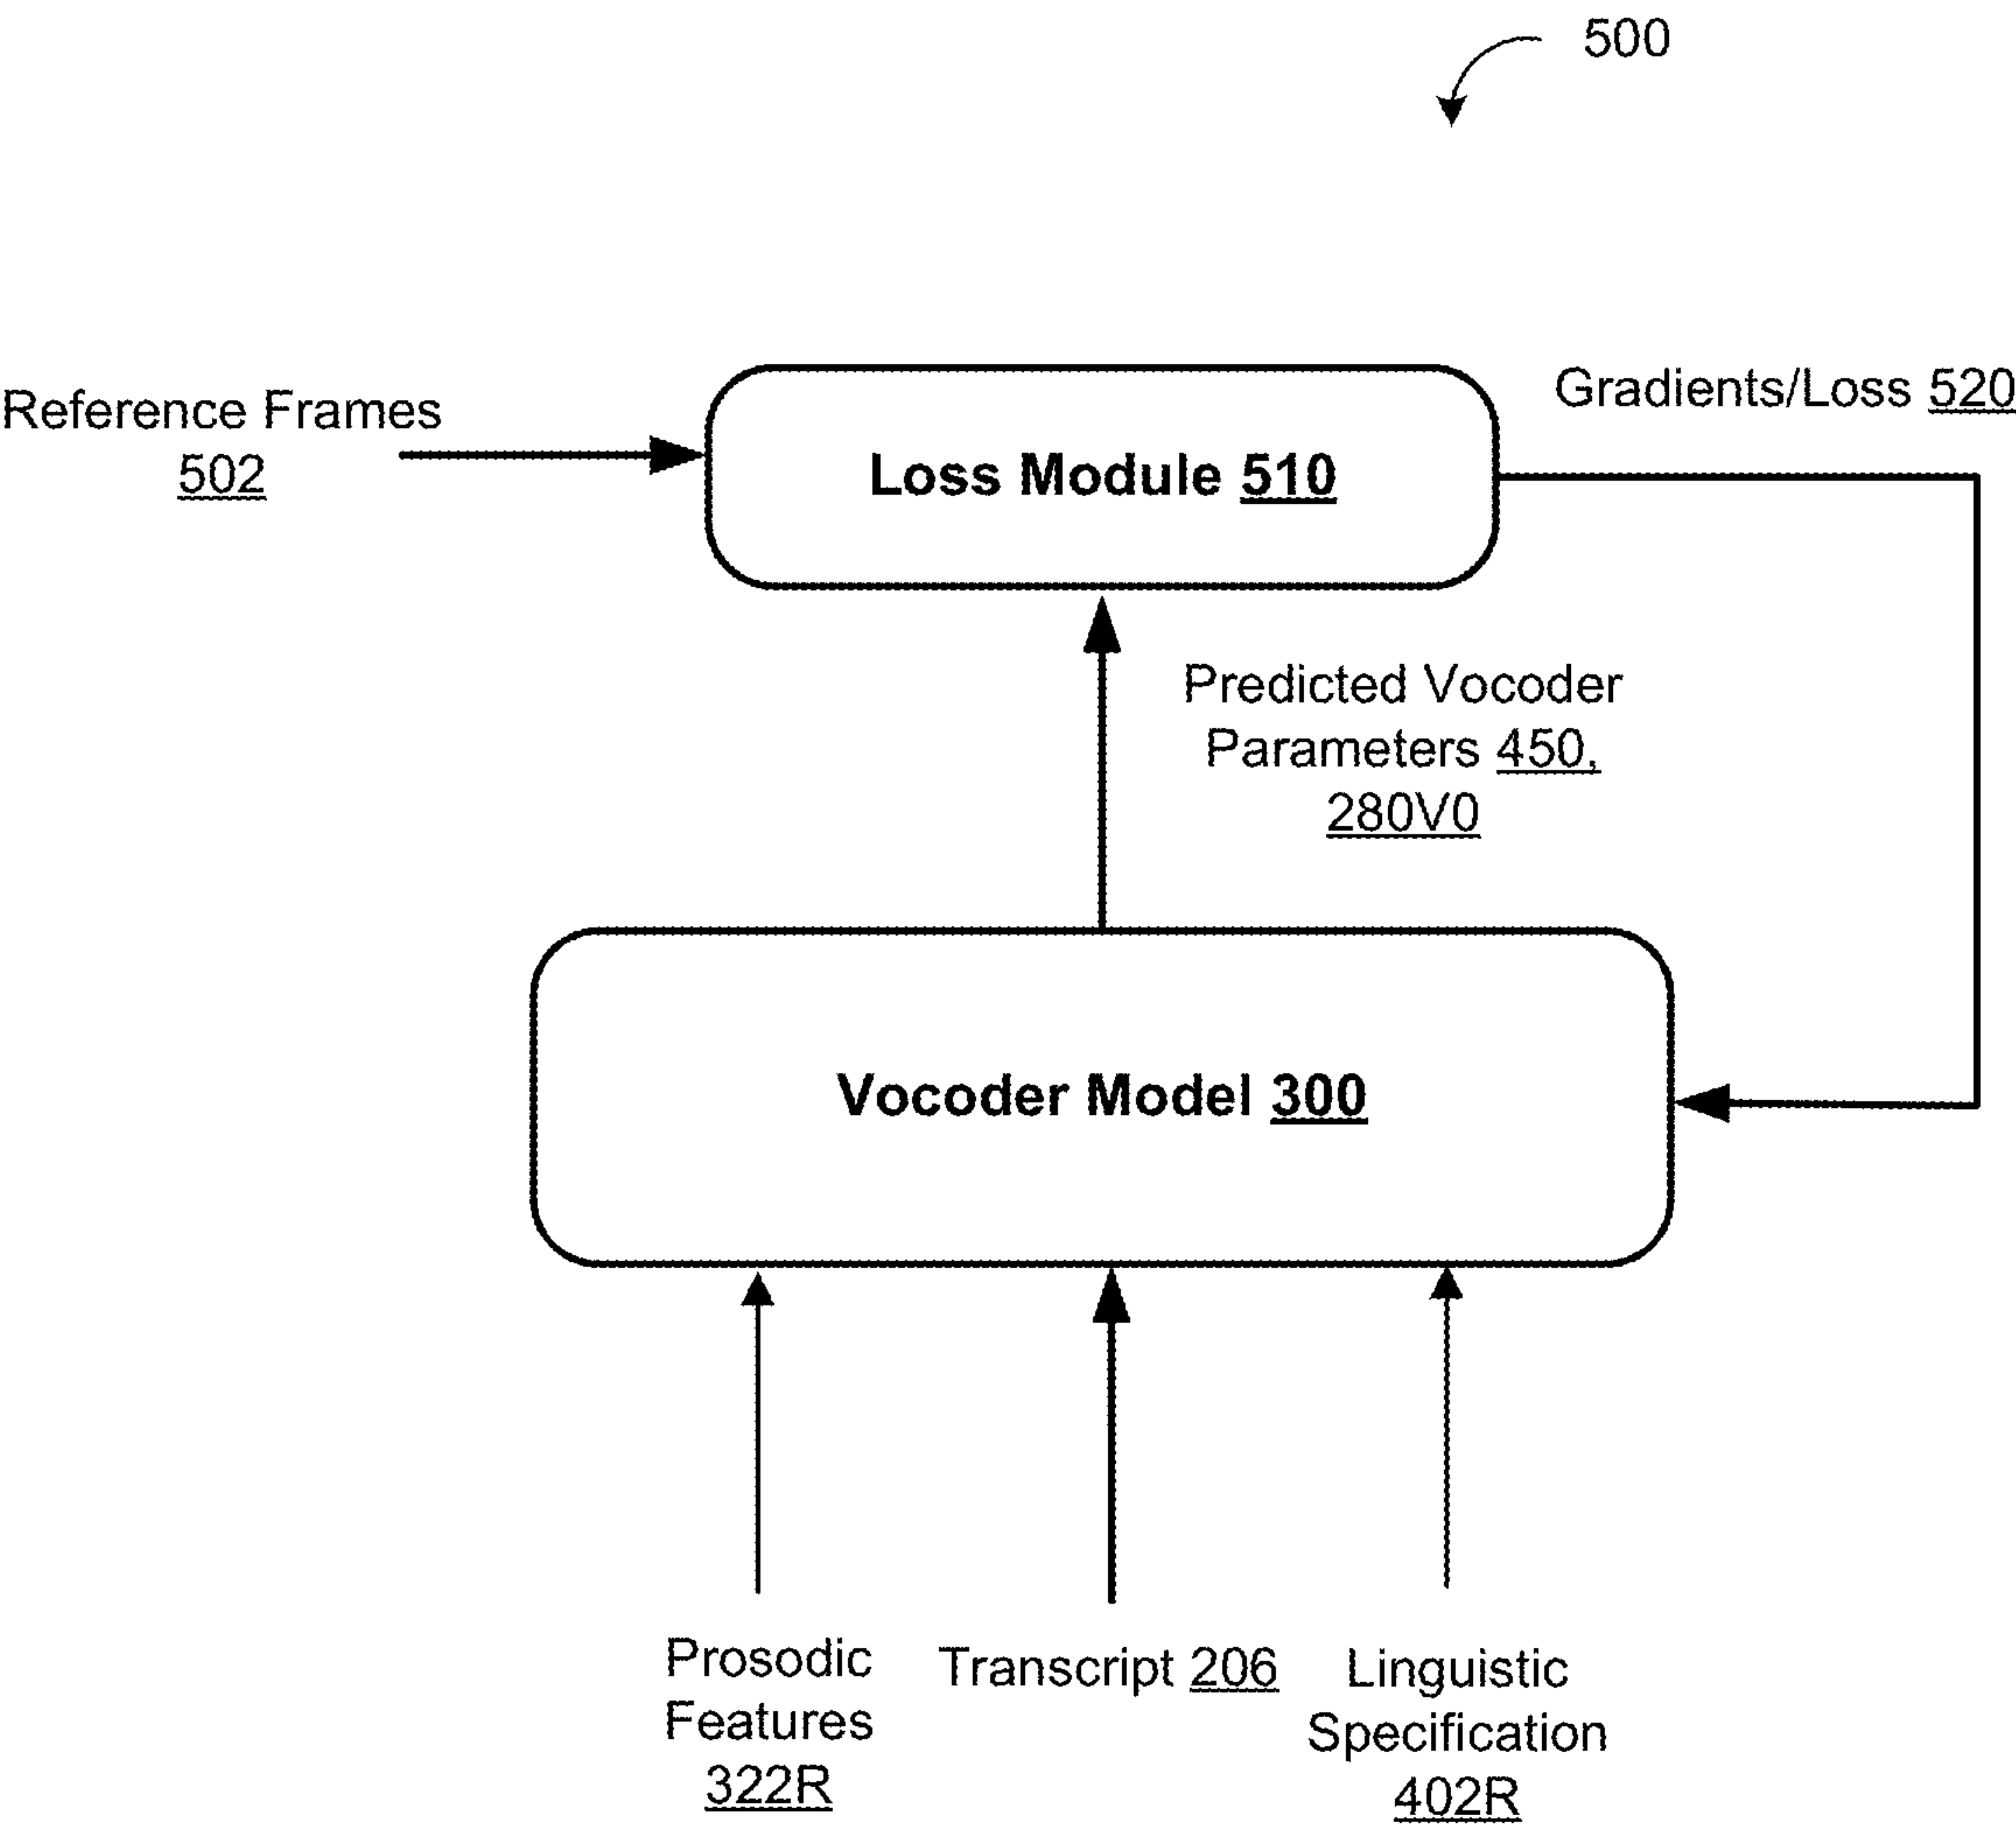 500
Reference Frames
502
Loss Module 510
Gradients/Loss 520
Predicted Vocoder
Parameters 450,
280V0
Vocoder Model 300
Prosodic
Features
322R
Transcript 206
Linguistic
Specification
402R